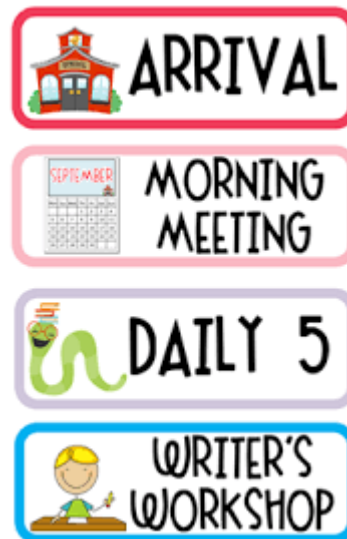 ARRIVAL
SEPTEMBER
MORNING
MEETING
DAILY 5
WRITER'S
WORKSHOP